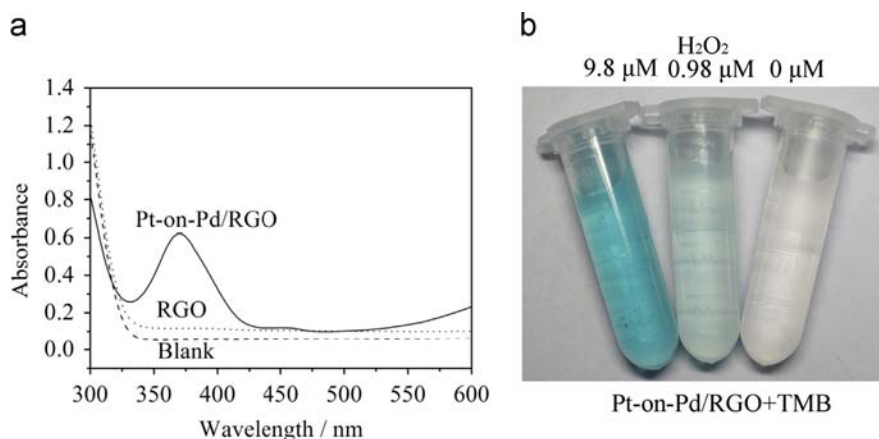 a
1.4
1.2
1.0
0.8
0.6
0.4
0.2
0.0
Absorbance
Pt-on-Pd/RGO
RGO
Blank
300 350 400 450 500 550 600
Wavelength / nm
b
H₂O₂
9.8 μM 0.98 μM 0 μM
Pt-on-Pd/RGO+TMB